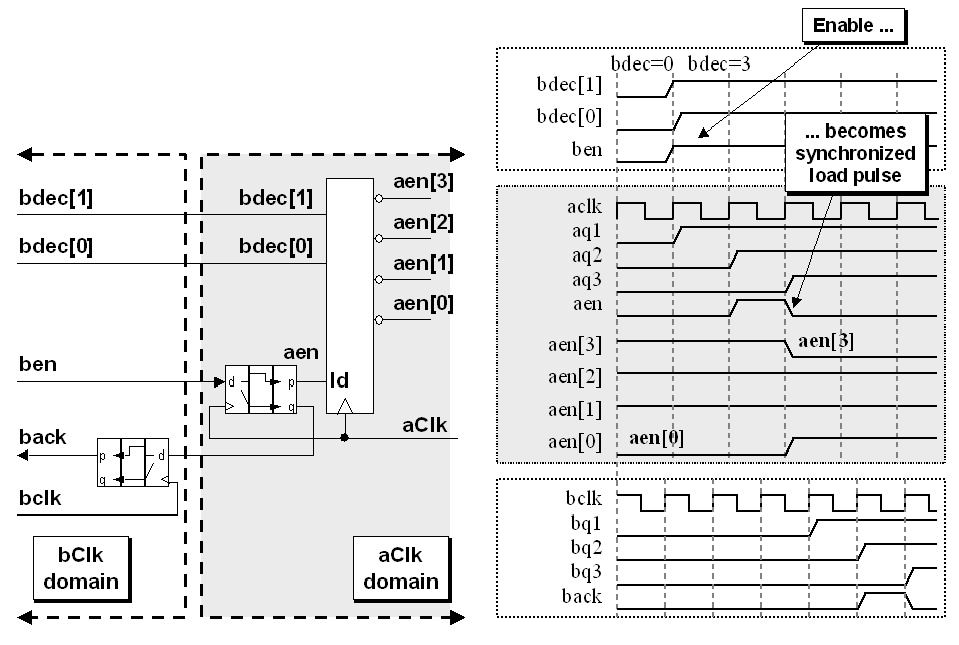 bdec[1]
bdec[0]
ben
back
bclk
bClk
domain
bdec[1]
bdec[0]
aen[3]
aen[2]
aen[1]
aen[0]
aen
d
p
q
ld
aClk
p
q
d
aClk
domain
Enable ...
bdec=0 bdec=3
bdec[1]
bdec[0]
ben
... becomes
synchronized
load pulse
aclk
aq1
aq2
aq3
aen
aen[3]
aen[3]
aen[2]
aen[1]
aen[0]
aen[0]
bclk
bq1
bq2
bq3
back